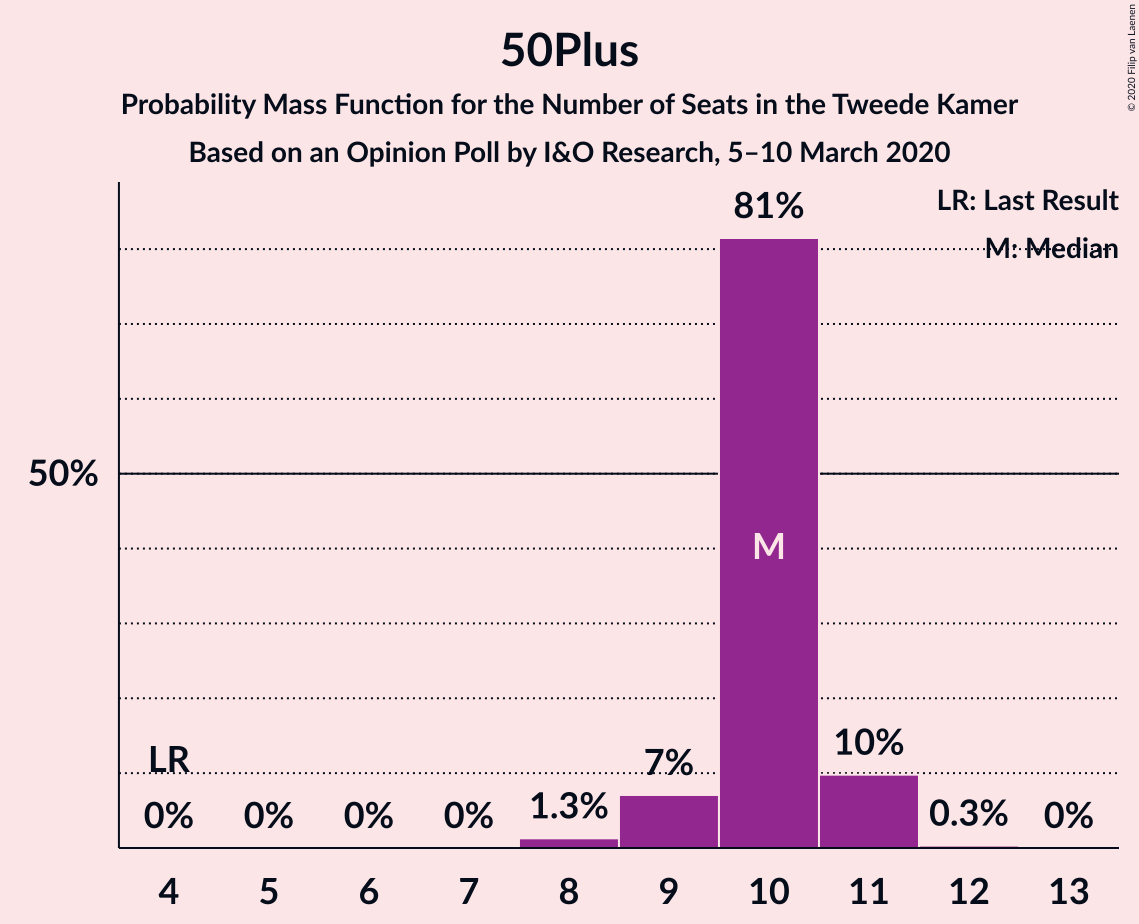 50Plus
Probability Mass Function for the Number of Seats in the Tweede Kamer
Based on an Opinion Poll by I&O Research, 5–10 March 2020
© 2020 Filip van Laenen
LR: Last Result
M: Median
81%
50%
M
LR
0%
0%
0%
0%
1.3%
7%
10%
0.3%
0%
4
5
6
7
8
9
10
11
12
13